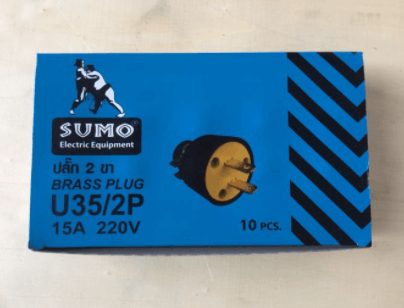 SUMO
Electric Equipment
ปลั๊ก 2 ขา
BRASS PLUG
U35/2P
15A 220V
10 PCS.